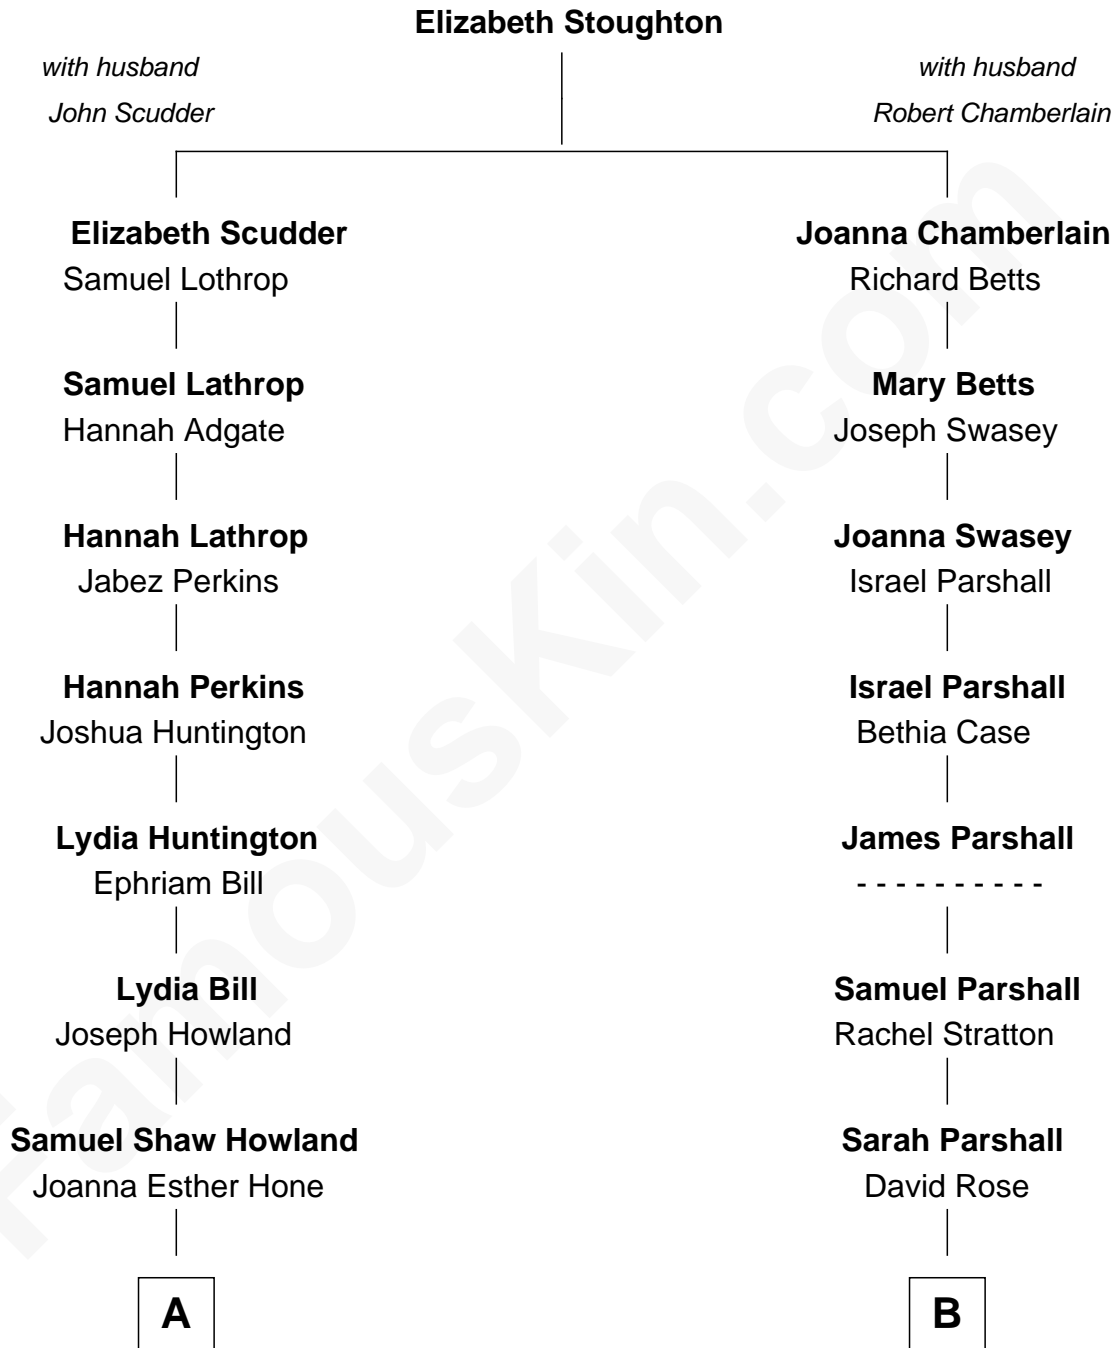 Elizabeth Stoughton
with husband
John Scudder
with husband
Robert Chamberlain
Elizabeth Scudder
Samuel Lothrop
Joanna Chamberlain
Richard Betts
Samuel Lathrop
Hannah Adgate
Mary Betts
Joseph Swasey
Hannah Lathrop
Jabez Perkins
Joanna Swasey
Israel Parshall
Hannah Perkins
Joshua Huntington
Israel Parshall
Bethia Case
Lydia Huntington
Ephriam Bill
James Parshall
- - - - - - - - - -
Lydia Bill
Joseph Howland
Samuel Parshall
Rachel Stratton
Samuel Shaw Howland
Joanna Esther Hone
Sarah Parshall
David Rose
A
B
FamousKin.com